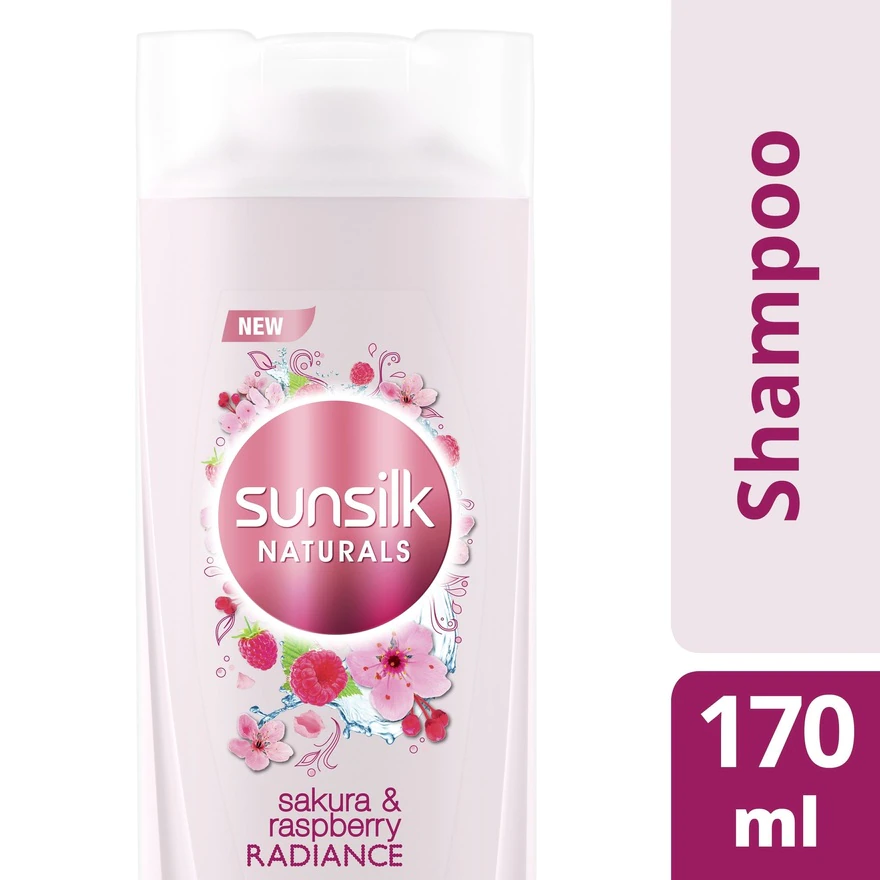 NEW
sunsilk
NATURALS
sakura &
raspberry
RADIANCE
Shampoo
170
ml